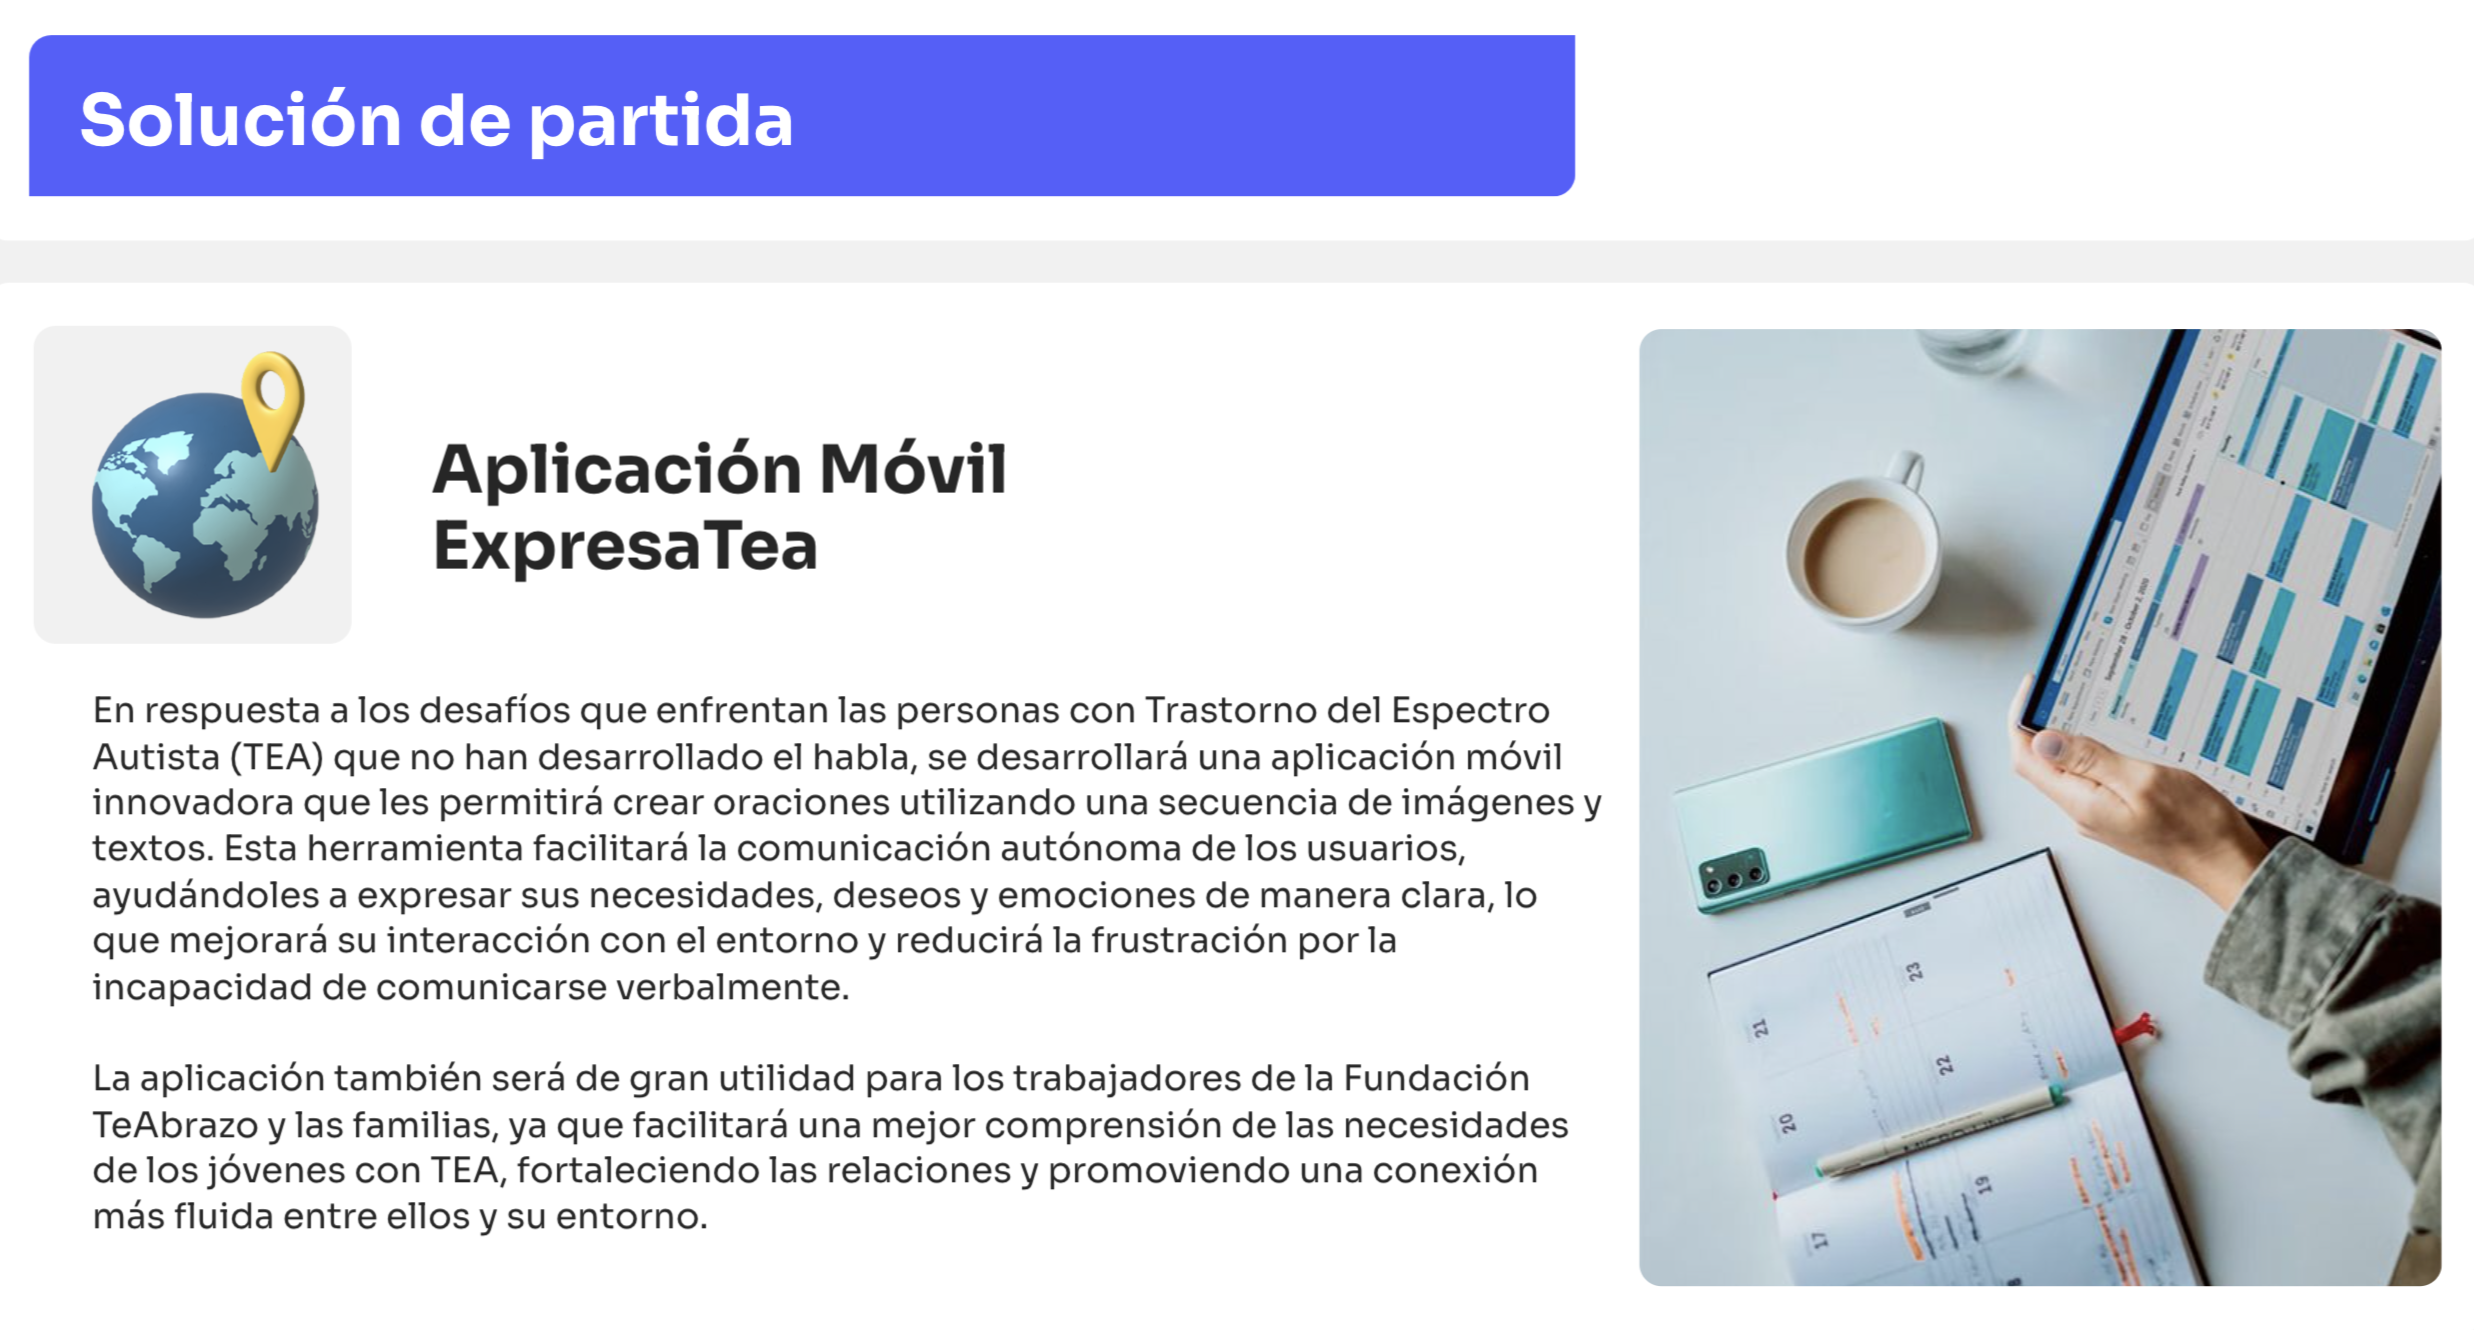 Solución de partida
Aplicación Móvil
ExpresaTea
En respuesta a los desafíos que enfrentan las personas con Trastorno del Espectro
Autista (TEA) que no han desarrollado el habla, se desarrollará una aplicación móvil
innovadora que les permitirá crear oraciones utilizando una secuencia de imágenes y
textos. Esta herramienta facilitará la comunicación autónoma de los usuarios,
ayudándoles a expresar sus necesidades, deseos y emociones de manera clara, lo
que mejorará su interacción con el entorno y reducirá la frustración por la
incapacidad de comunicarse verbalmente.
La aplicación también será de gran utilidad para los trabajadores de la Fundación
TeAbrazo y las familias, ya que facilitará una mejor comprensión de las necesidades
de los jóvenes con TEA, fortaleciendo las relaciones y promoviendo una conexión
más fluida entre ellos y su entorno.
23
21
22
20
19
17